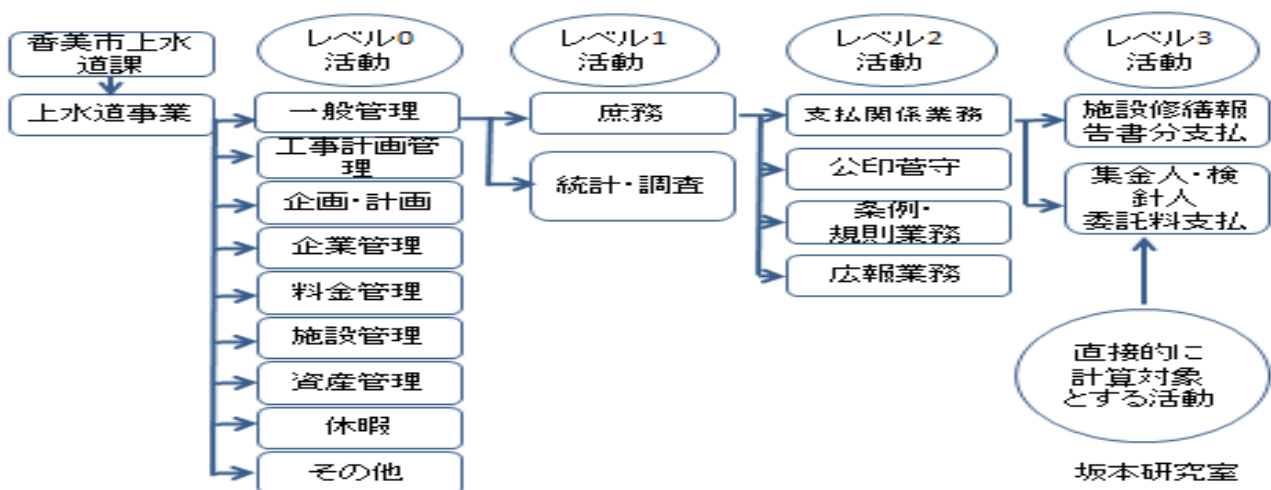 香美市上水
道課
上水道事業
レベル0
活動
一般管理
工事計画管
理
企画・計画
企業管理
料金管理
施設管理
資産管理
休暇
その他
レベル1
活動
庶務
統計・調査
レベル2
活動
支払関係業務
公印菅守
条例・
規則業務
広報業務
レベル3
活動
施設修繕報
告書分支払
集金人・検
針人
委託料支払
直接的に
計算対象
とする活動
坂本研究室